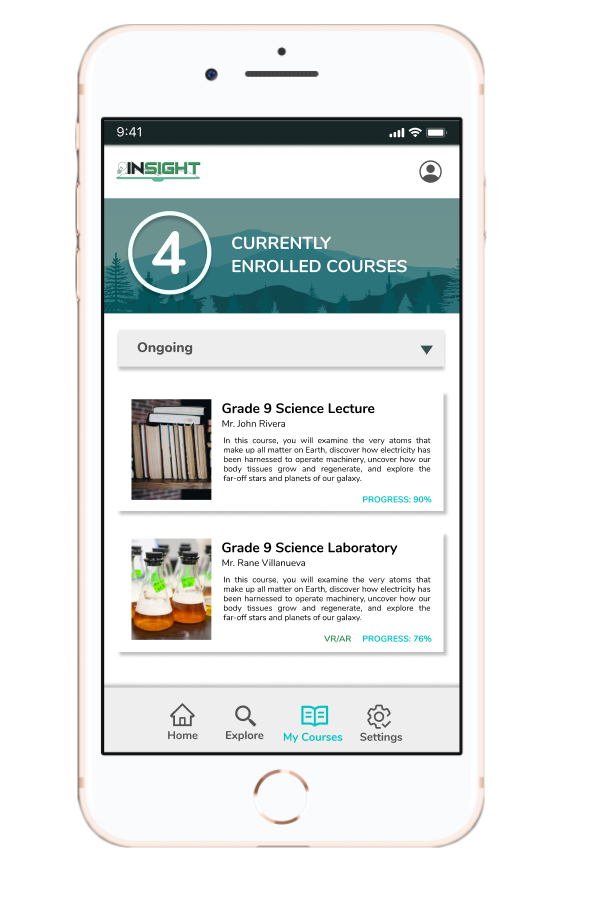 9:41
INSIGHT
4
CURRENTLY
ENROLLED COURSES
Ongoing
Grade 9 Science Lecture
Mr. John Rivera
In this course, you will examine the very atoms that
make up all matter on Earth, discover how electricity has
been harnessed to operate machinery, uncover how our
body tissues grow and regenerate, and explore the
far-off stars and planets of our galaxy.
PROGRESS: 90%
Grade 9 Science Laboratory
Mr. Rane Villanueva
In this course, you will examine the very atoms that
make up all matter on Earth, discover how electricity has
been harnessed to operate machinery, uncover how our
body tissues grow and regenerate, and explore the
far-off stars and planets of our galaxy.
VR/AR PROGRESS: 76%
Home Explore My Courses Settings